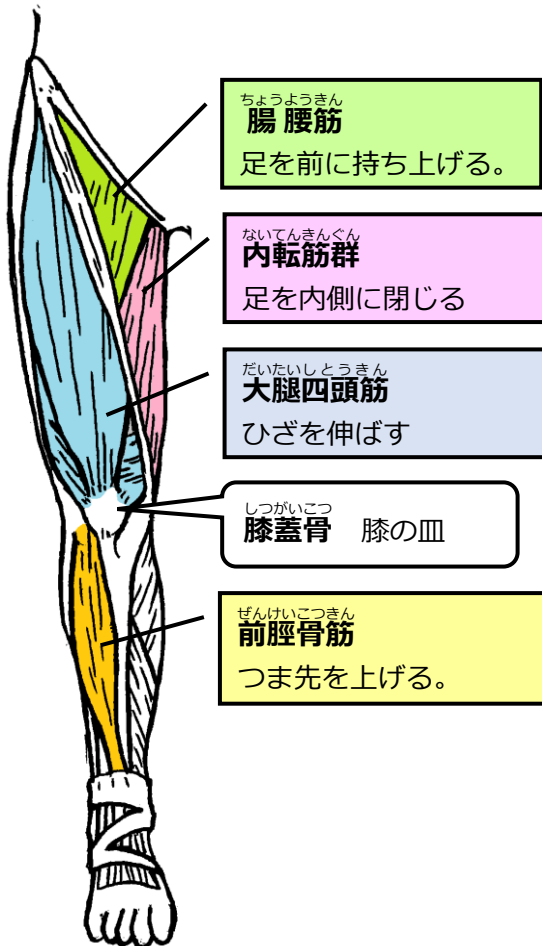 ちょうようきん
腸腰筋
足を前に持ち上げる。
ないてんきんぐん
内転筋群
足を内側に閉じる
だいたいしとうきん
大腿四頭筋
ひざを伸ばす
しつがいこつ
膝蓋骨　膝の皿
ぜんけいこつきん
前脛骨筋
つま先を上げる。